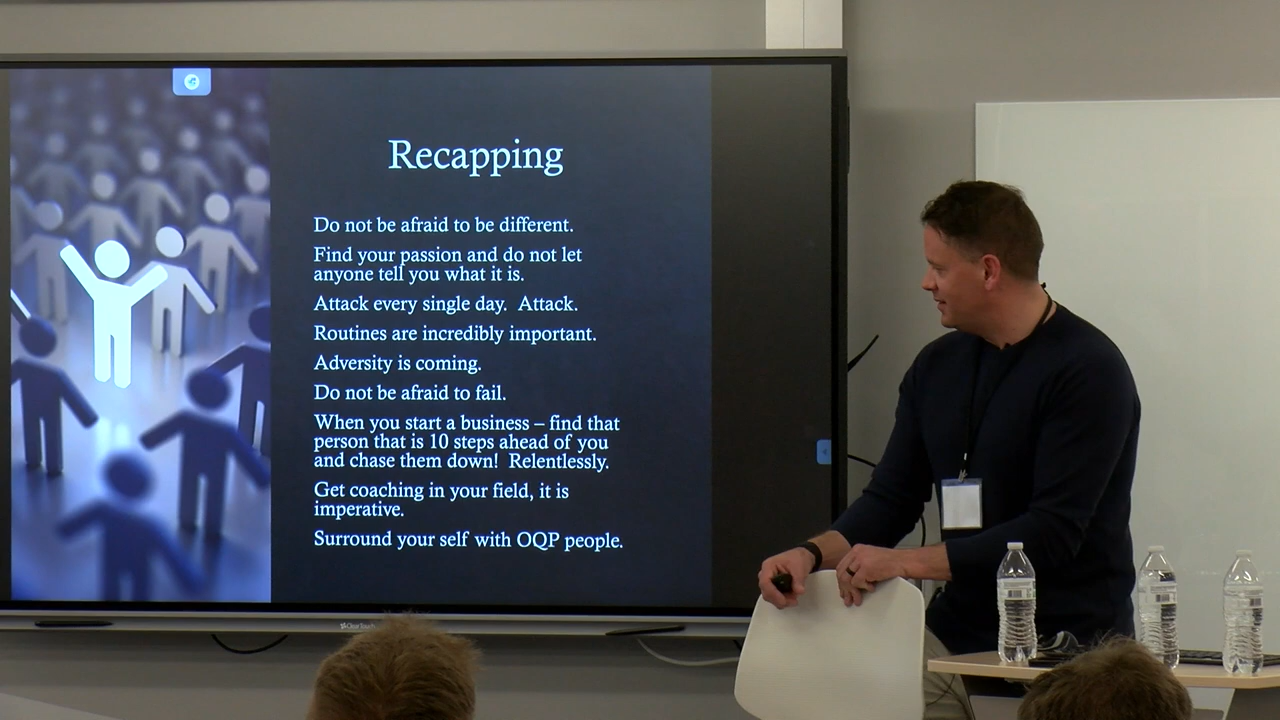 Recapping
Do not be afraid to be different.
Find your passion and do not let
anyone tell you what it is.
Attack every single day.  Attack.
Routines are incredibly important.
Adversity is coming.
Do not be afraid to fail.
When you start a business – find that
person that is 10 steps ahead of you
and chase them down!  Relentlessly.
Get coaching in your field, it is
imperative.
Surround your self with OQP people.
ClearTouch